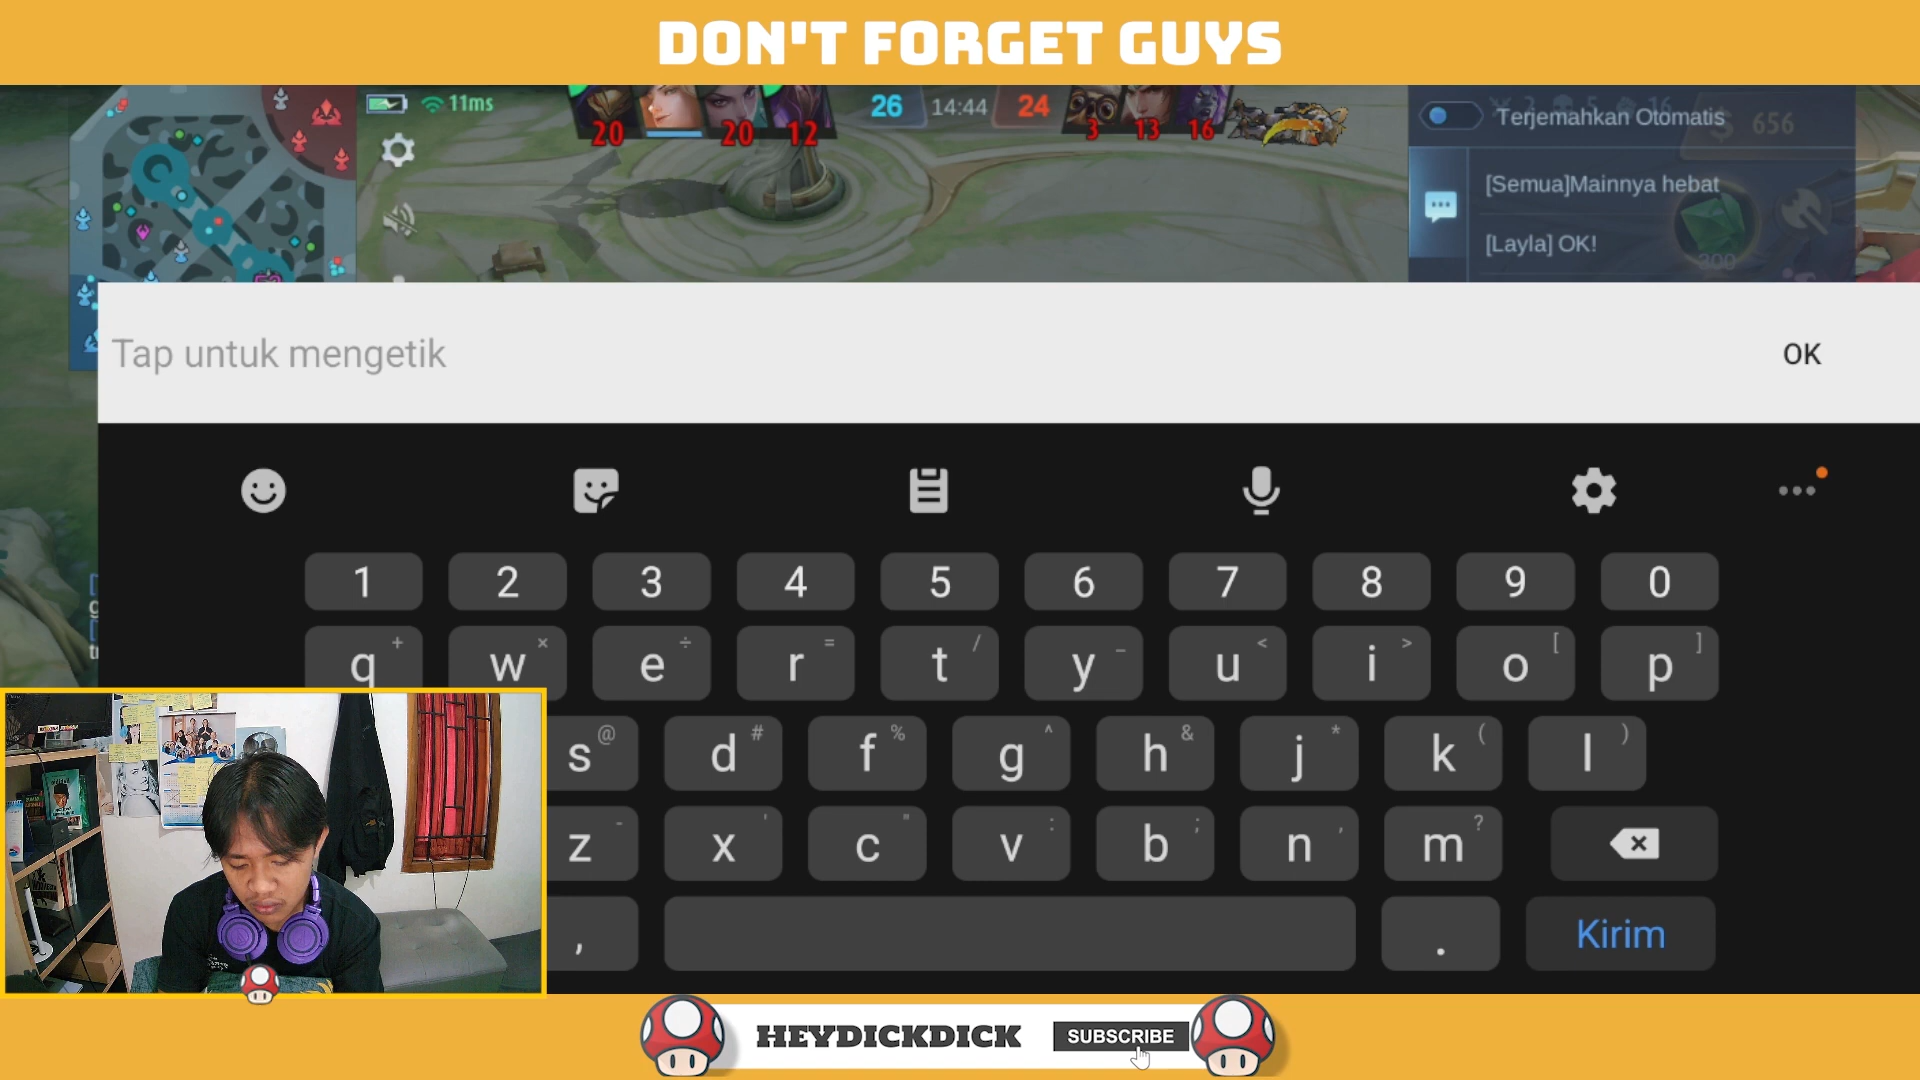 DON'T FORGET GUYS
11ms
20
20
12
26
14:44
24
3
13
16
Terjemahkan Otomatis
656
[Semua]Mainnya hebat
[Layla] OK!
300
Tap untuk mengetik
OK
1 2 3 4 5 6 7 8 9 0
q + w × e ÷ r = t / y _ u < i > o [ p ]
s @ d # f % g ^ h & j * k ( l )
z - x ' c " v : b ; n , m ?
, . Kirim
HEYDICKDICK
SUBSCRIBE